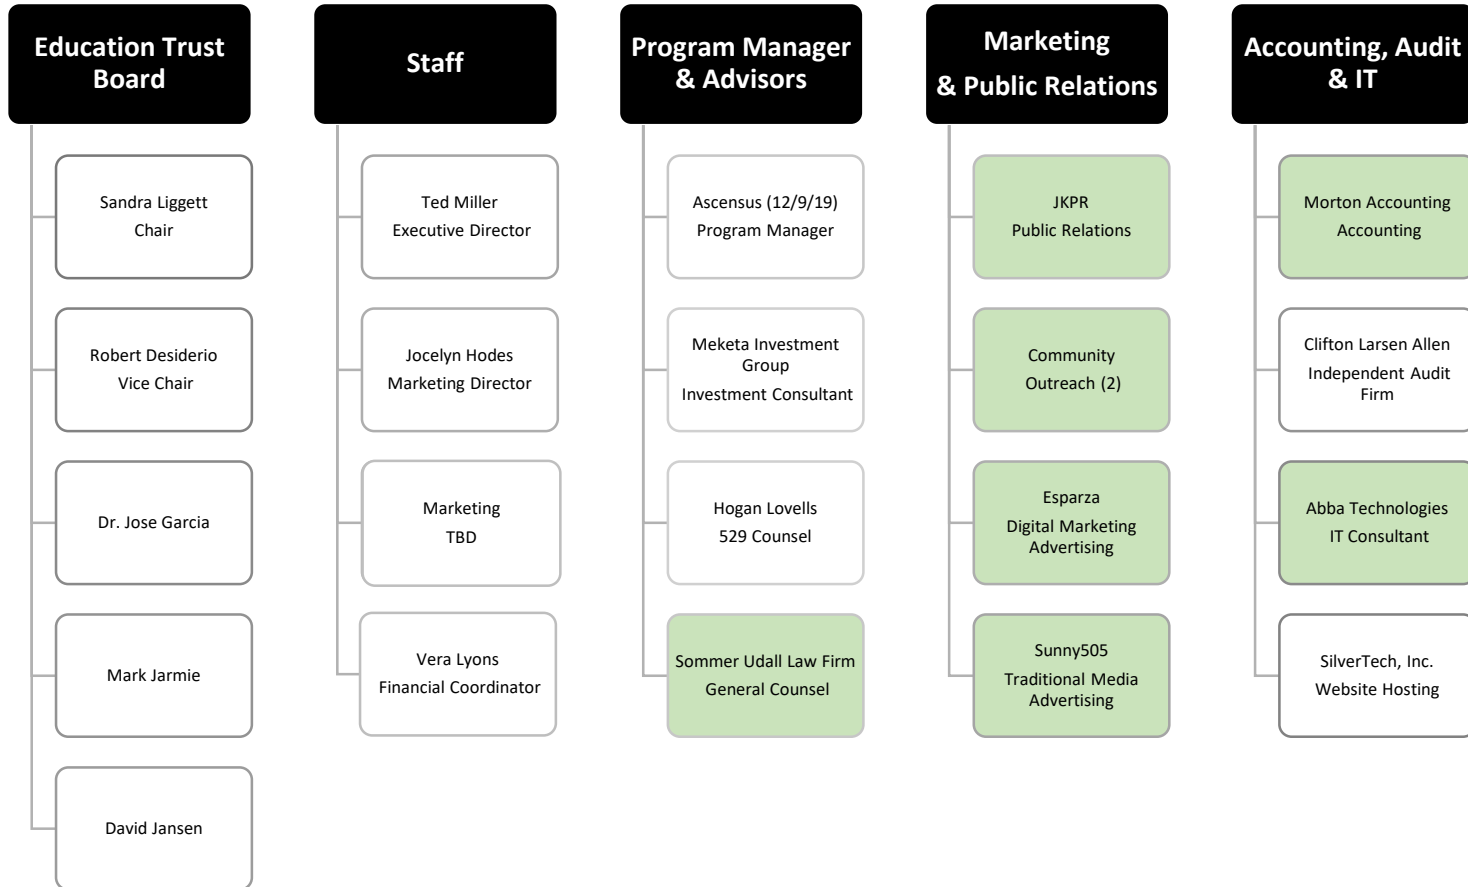 Education Trust
Board
Sandra Liggett
Chair
Robert Desiderio
Vice Chair
Dr. Jose Garcia
Mark Jarmie
David Jansen
Staff
Ted Miller
Executive Director
Jocelyn Hodes
Marketing Director
Marketing
TBD
Vera Lyons
Financial Coordinator
Program Manager
& Advisors
Ascensus (12/9/19)
Program Manager
Meketa Investment
Group
Investment Consultant
Hogan Lovells
529 Counsel
Sommer Udall Law Firm
General Counsel
Marketing
& Public Relations
JKPR
Public Relations
Community
Outreach (2)
Esparza
Digital Marketing
Advertising
Sunny505
Traditional Media
Advertising
Accounting, Audit
& IT
Morton Accounting
Accounting
Clifton Larsen Allen
Independent Audit
Firm
Abba Technologies
IT Consultant
SilverTech, Inc.
Website Hosting